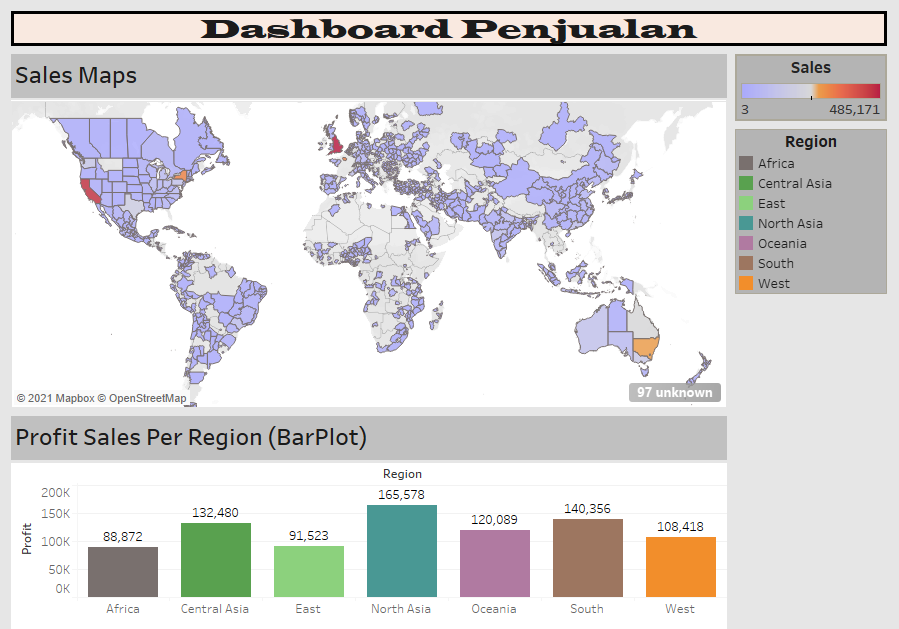 Dashboard Penjualan
Sales Maps
© 2021 Mapbox © OpenStreetMap
97 unknown
Sales
3 485,171
Region
Africa
Central Asia
East
North Asia
Oceania
South
West
Profit Sales Per Region (BarPlot)
Region
Profit
200K
150K
100K
50K
0K
88,872
132,480
91,523
165,578
120,089
140,356
108,418
Africa Central Asia East North Asia Oceania South West